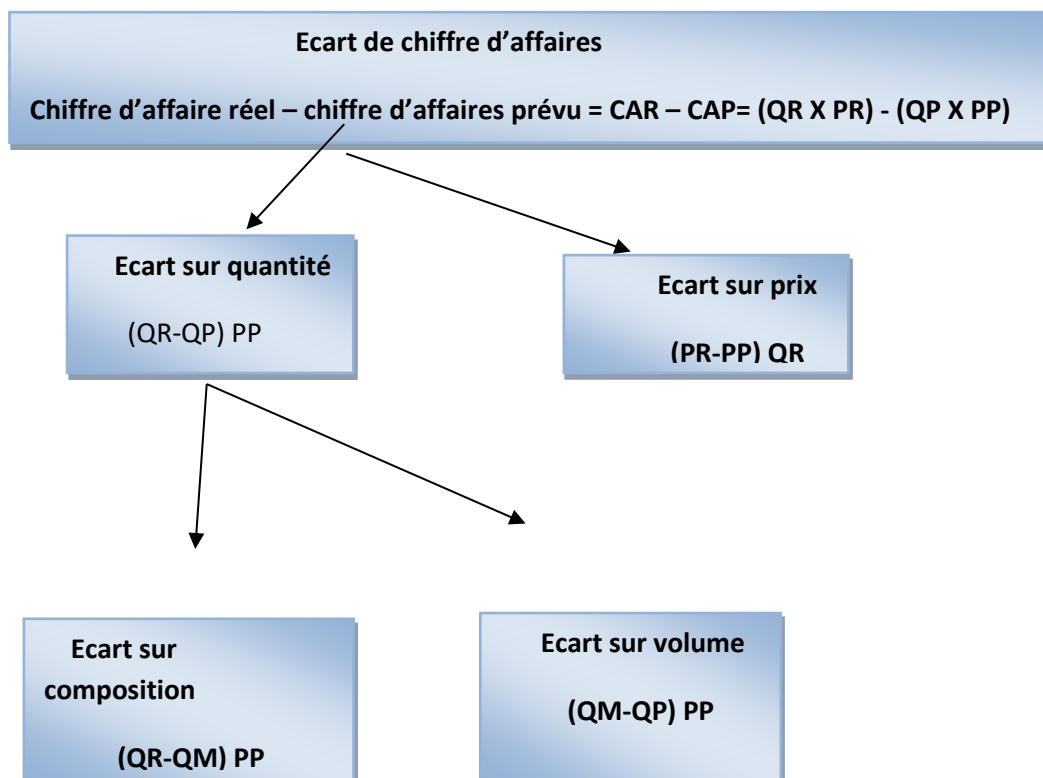 Ecart de chiffre d’affaires
Chiffre d’affaire réel – chiffre d’affaires prévu = CAR – CAP= (QR X PR) - (QP X PP)
Ecart sur quantité
(QR-QP) PP
Ecart sur prix
(PR-PP) QR
Ecart sur
composition
(QR-QM) PP
Ecart sur volume
(QM-QP) PP